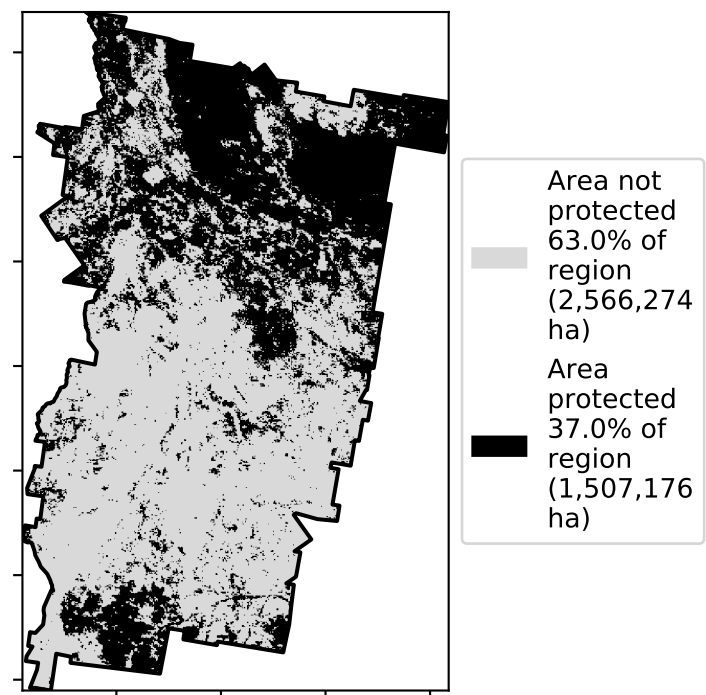 Area not
protected
63.0% of
region
(2,566,274
ha)
Area
protected
37.0% of
region
(1,507,176
ha)